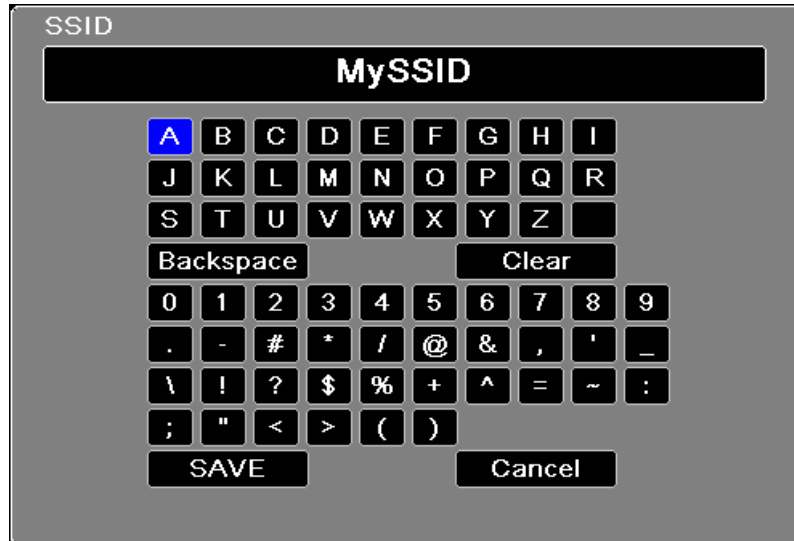 SSID
MySSID
A B C D E F G H I
J K L M N O P Q R
S T U V W X Y Z
Backspace Clear
0 1 2 3 4 5 6 7 8 9
. - # * / @ & , ' _
\ ! ? $ % + ^ = ~ :
; " < > ( )
SAVE Cancel